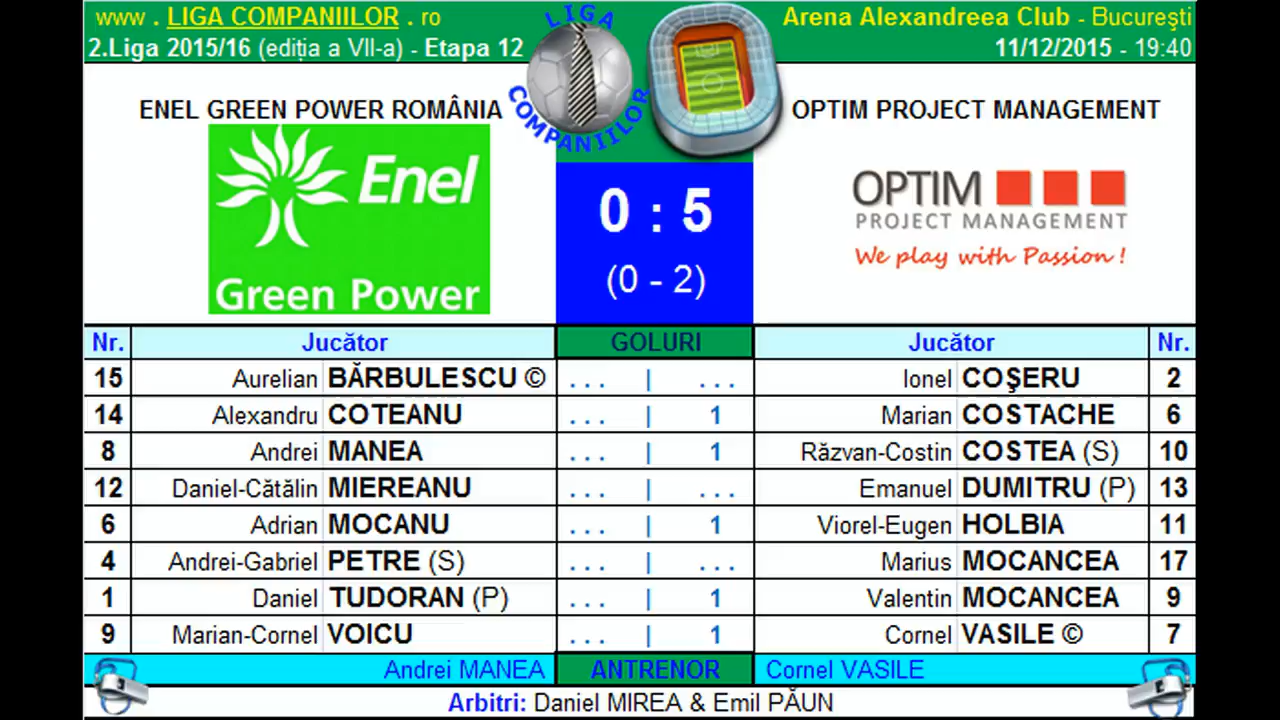 www . LIGA COMPANIILOR . ro
2.Liga 2015/16 (ediția a VII-a) - Etapa 12
LIGA
COMPANIILOR
Arena Alexandreea Club - Bucureşti
11/12/2015 - 19:40
ENEL GREEN POWER ROMÂNIA
OPTIM PROJECT MANAGEMENT
Enel
Green Power
0 : 5
(0 - 2)
OPTIM
PROJECT MANAGEMENT
We play with Passion !
Nr. Jucător GOLURI Jucător Nr.
15 Aurelian BĂRBULESCU © . . . | . . . Ionel COŞERU 2
14 Alexandru COTEANU . . . | 1 Marian COSTACHE 6
8 Andrei MANEA . . . | 1 Răzvan-Costin COSTEA (S) 10
12 Daniel-Cătălin MIEREANU . . . | . . . Emanuel DUMITRU (P) 13
6 Adrian MOCANU . . . | 1 Viorel-Eugen HOLBIA 11
4 Andrei-Gabriel PETRE (S) . . . | . . . Marius MOCANCEA 17
1 Daniel TUDORAN (P) . . . | 1 Valentin MOCANCEA 9
9 Marian-Cornel VOICU . . . | 1 Cornel VASILE © 7
Andrei MANEA ANTRENOR Cornel VASILE
Arbitri: Daniel MIREA & Emil PĂUN